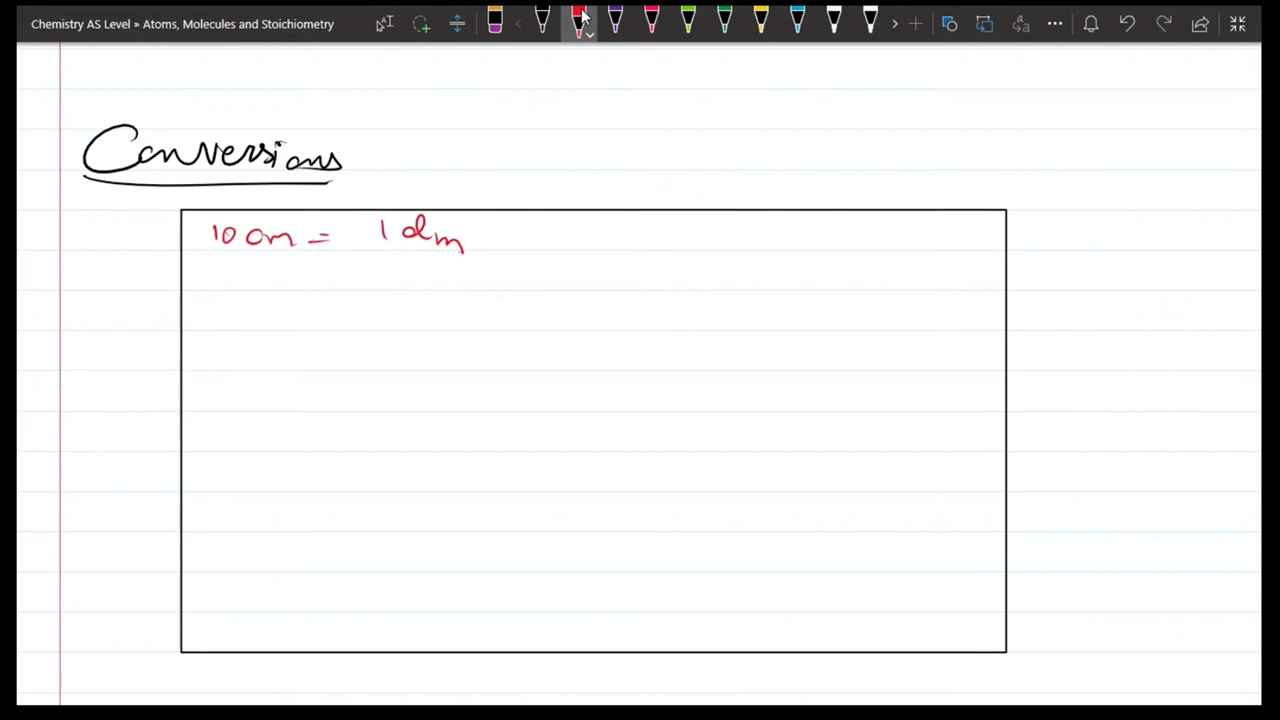 Chemistry AS Level » Atoms, Molecules and Stoichiometry
Conversions
10 cm = 1 dm